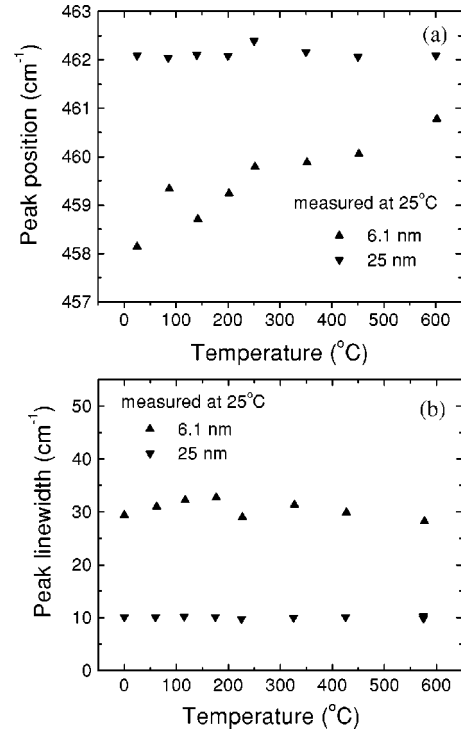 463
462
461
460
459
458
457
Peak position (cm⁻¹)
(a)
measured at 25°C
▲ 6.1 nm
▼ 25 nm
0 100 200 300 400 500 600
Temperature (°C)
50
40
30
20
10
0
Peak linewidth (cm⁻¹)
measured at 25°C
▲ 6.1 nm
▼ 25 nm
(b)
0 100 200 300 400 500 600
Temperature (°C)